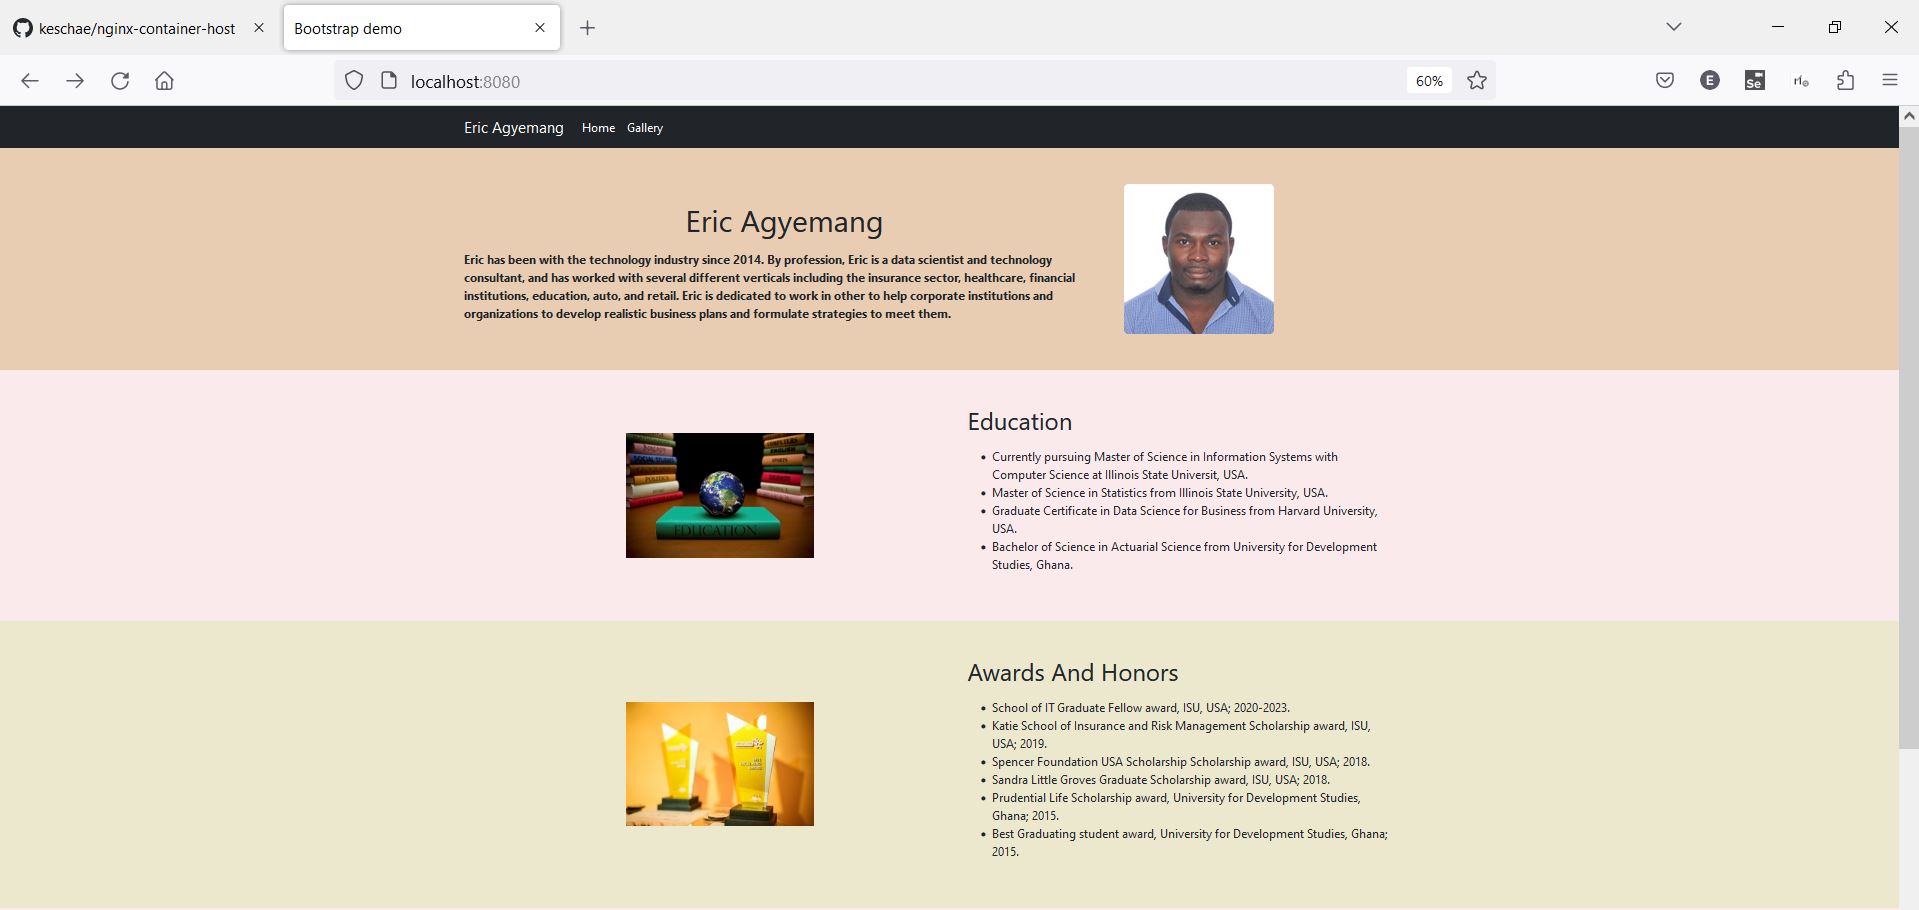 keschae/nginx-container-host
Bootstrap demo
localhost:8080
60%
E
Se
Eric Agyemang
Home
Gallery
Eric Agyemang
Eric has been with the technology industry since 2014. By profession, Eric is a data scientist and technology
consultant, and has worked with several different verticals including the insurance sector, healthcare, financial
institutions, education, auto, and retail. Eric is dedicated to work in other to help corporate institutions and
organizations to develop realistic business plans and formulate strategies to meet them.
EDUCATION
Education
• Currently pursuing Master of Science in Information Systems with
Computer Science at Illinois State Universit, USA.
• Master of Science in Statistics from Illinois State University, USA.
• Graduate Certificate in Data Science for Business from Harvard University,
USA.
• Bachelor of Science in Actuarial Science from University for Development
Studies, Ghana.
Awards And Honors
• School of IT Graduate Fellow award, ISU, USA; 2020-2023.
• Katie School of Insurance and Risk Management Scholarship award, ISU,
USA; 2019.
• Spencer Foundation USA Scholarship Scholarship award, ISU, USA; 2018.
• Sandra Little Groves Graduate Scholarship award, ISU, USA; 2018.
• Prudential Life Scholarship award, University for Development Studies,
Ghana; 2015.
• Best Graduating student award, University for Development Studies, Ghana;
2015.